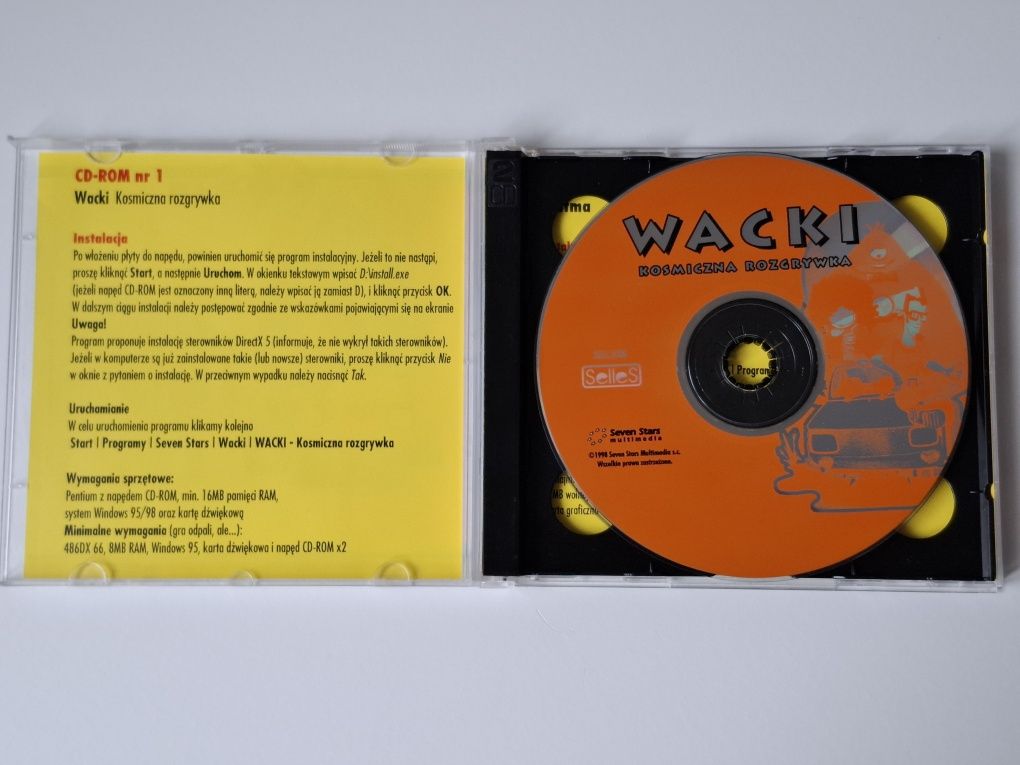 CD-ROM nr 1
Wacki Kosmiczna rozgrywka
Instalacja
Po włożeniu płyty do napędu, powinien uruchomić się program instalacyjny. Jeżeli to nie nastąpi,
proszę kliknąć Start, a następnie Uruchom. W okienku tekstowym wpisać D:\install.exe
(jeżeli napęd CD-ROM jest oznaczony inną literą, należy wpisać ją zamiast D), i kliknąć przycisk OK.
W dalszym ciągu instalacji należy postępować zgodnie ze wskazówkami pojawiającymi się na ekranie
Uwaga!
Program proponuje instalację sterowników DirectX 5 (informuje, że nie wykrył takich sterowników).
Jeżeli w komputerze są już zainstalowane takie (lub nowsze) sterowniki, proszę kliknąć przycisk Nie
w oknie z pytaniem o instalację. W przeciwnym wypadku należy nacisnąć Tak.
Uruchamianie
W celu uruchomienia programu klikamy kolejno
Start | Programy | Seven Stars | Wacki | WACKI - Kosmiczna rozgrywka
Wymagania sprzętowe:
Pentium z napędem CD-ROM, min. 16MB pamięci RAM,
system Windows 95/98 oraz kartę dźwiękową
Minimalne wymagania (gra odpali, ale...):
486DX 66, 8MB RAM, Windows 95, karta dźwiękowa i napęd CD-ROM x2
WACKI
KOSMICZNA ROZGRYWKA
SelleS
Seven Stars
multimedia
©1998 Seven Stars Multimedia s.c.
Wszelkie prawa zastrzeżone.
| Program
MB